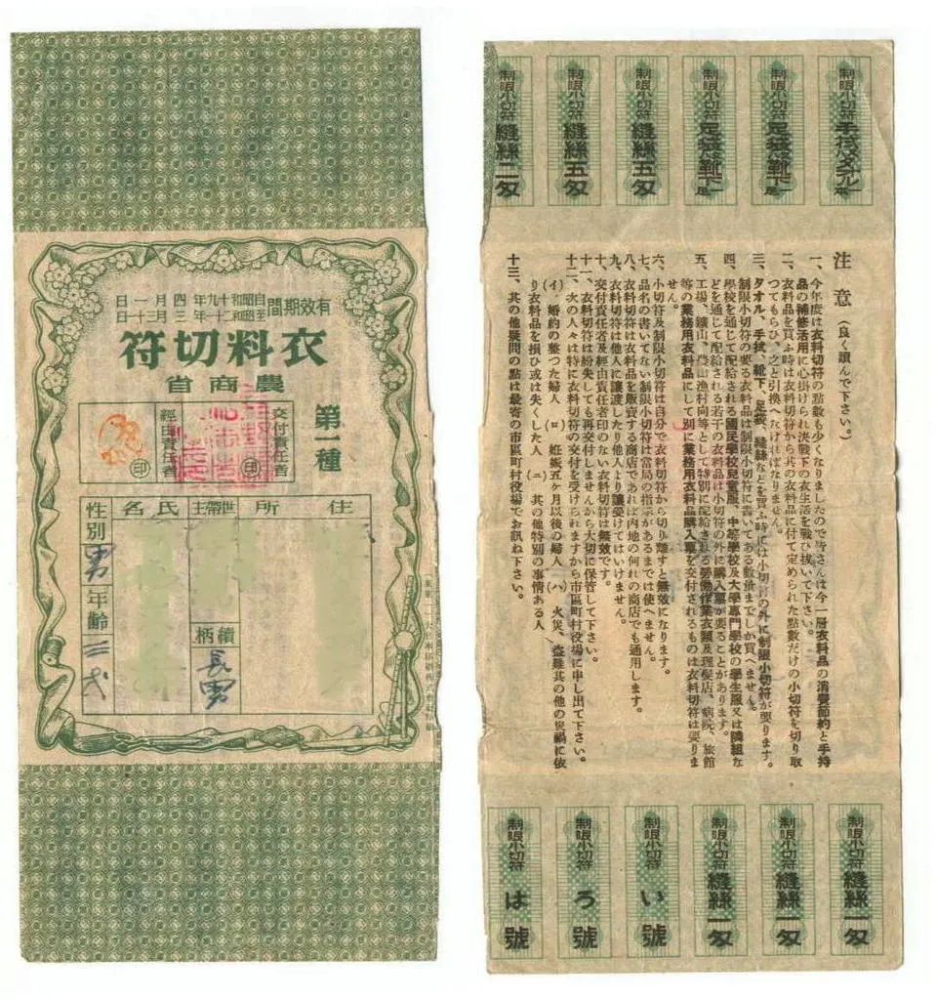 有效期間
自昭和十九年四月一日
至昭和二十一年三月三十一日
衣料切符
農商省
第一種
交付責任者
印
經由責任者
印
住所
世帶主
氏名
性別
男
年齡
二三才
續柄
長男
制限小切符 手拭タオル一本
制限小切符 足袋靴下一足
制限小切符 足袋靴下一足
制限小切符 縫絲五匁
制限小切符 縫絲五匁
制限小切符 縫絲二匁
注意(良く讀んで下さい。)
一、今年度は衣料切符の點數も少くなりましたので皆さんは今一層衣料品の消費節約と手持
品の補修活用に心掛けられ決戰下の衣生活を戰ひ拔いて下さい。
二、衣料品を買ふ時は衣料切符から其の衣料品に付て定められた點數だけの小切符を切り取
つてもらひ、之と引換へなければなりません。
三、タオル、手拭、靴下、足袋、縫絲などを買ふ時には小切符の外に制限小切符が要ります。
制限小切符の要る衣料品は制限小切符に書いてある數量までしか買へません。
四、學校を通じて配給される國民學校兒童服、中等學校及大學專門學校の學生服又は隣組な
どを通じて配給される若干の衣料品は小切符の外に購入票が要ることがあります。
五、工場、鑛山、農山漁村向等として特別に配給される勞働作業衣類及理髮店、病院、旅館
等の業務用衣料品にして別に業務用衣料品購入票を交付されるものは衣料切符は要りま
せん。
六、小切符及制限小切符は自分で衣料切符から切り離すと無效になります。
七、品名の書いてない制限小切符は當局の指示があるまでは使へません。
八、衣料切符は衣料品を販賣する商店であれば內地の何れの商店でも通用します。
九、衣料切符は他人に讓渡したり他人より讓受けてはいけません。
十、交付責任者及經由責任者印のない衣料切符は無效です。
十一、衣料切符は紛失しても再交付しませんから大切に保管して下さい。
十二、次の人々は特に衣料切符の交付を受けられますから市區町村役場に申し出て下さい。
(イ)婚約の整つた婦人 (ロ)姙娠五ケ月以後の婦人 (ハ)火災、盜難其の他の災禍に依
り衣料品を損ひ或は失くした人 (ニ)其の他特別の事情ある人
十三、其の他疑問の點は最寄の市區町村役場でお訊ね下さい。
制限小切符 縫絲一匁
制限小切符 縫絲一匁
制限小切符 縫絲一匁
制限小切符 い號
制限小切符 ろ號
制限小切符 は號